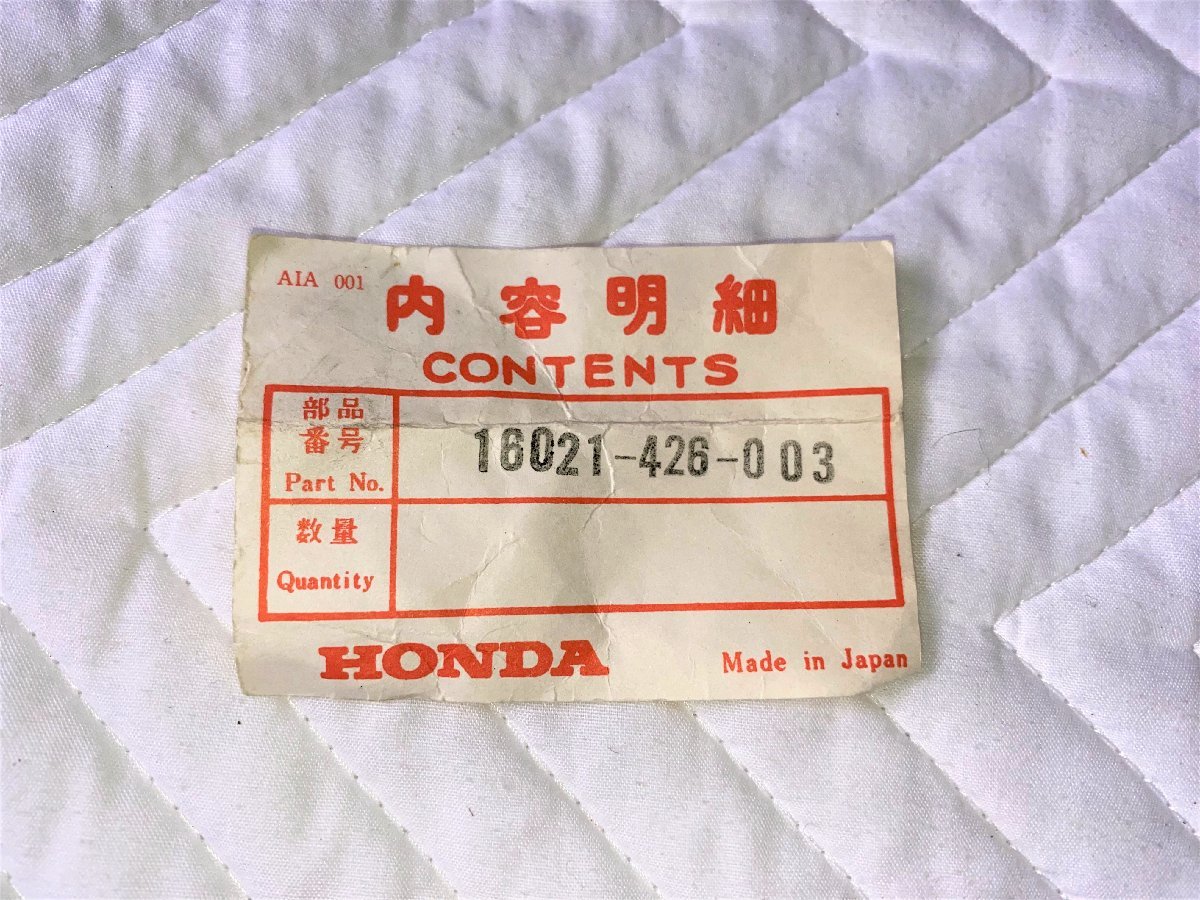 AIA 001
内容明細
CONTENTS
部品
番号
Part No.
16021-426-003
数量
Quantity
HONDA
Made in Japan